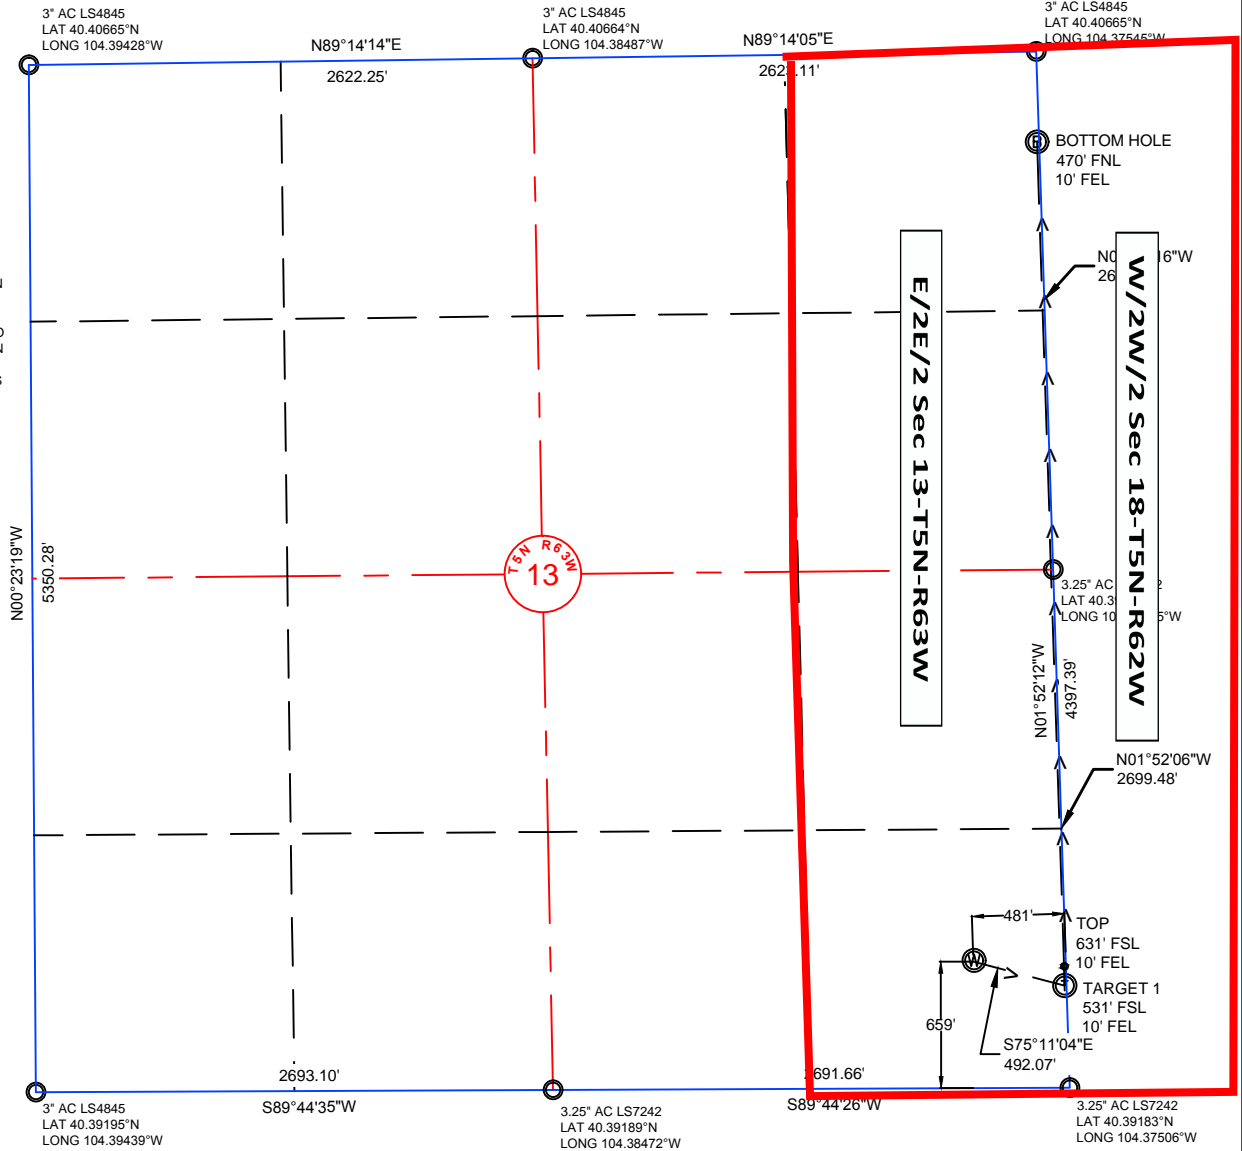 3" AC LS4845
LAT 40.40665°N
LONG 104.39428°W
3" AC LS4845
LAT 40.40664°N
LONG 104.38487°W
3" AC LS4845
LAT 40.40665°N
LONG 104.37545°W
N89°14'14"E
2622.25'
N89°14'05"E
BOTTOM HOLE
470' FNL
10' FEL
E/2E/2 Sec 13-T5N-R63W
W/2W/2 Sec 18-T5N-R62W
N00°23'19"W
5350.28'
T5N R63W
13
3.25" AC
LAT
LONG
N01°52'12"W
4397.39'
N01°52'06"W
2699.48'
481'
TOP
631' FSL
10' FEL
W
TARGET 1
531' FSL
10' FEL
659'
S75°11'04"E
492.07'
2693.10'
S89°44'35"W
2691.66'
S89°44'26"W
3" AC LS4845
LAT 40.39195°N
LONG 104.39439°W
3.25" AC LS7242
LAT 40.39189°N
LONG 104.38472°W
3.25" AC LS7242
LAT 40.39183°N
LONG 104.37506°W